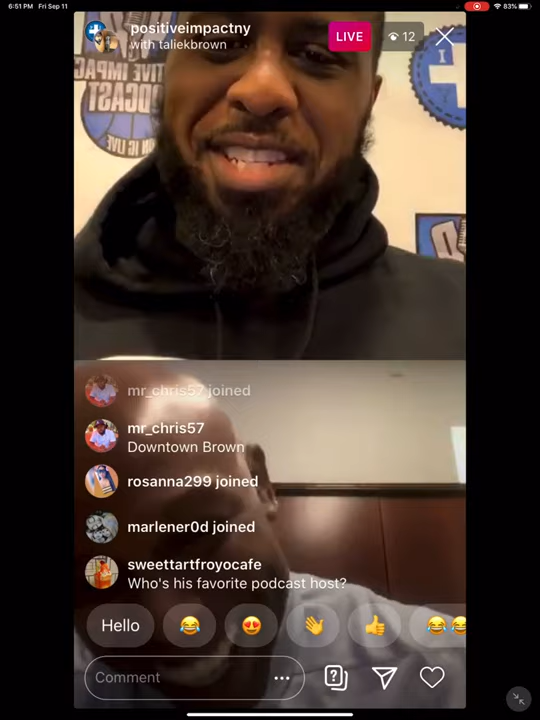 6:51 PM Fri Sep 11
83%
positiveimpactny
with taliekbrown
LIVE
12
PODCAST
mr_chris57 joined
mr_chris57
Downtown Brown
rosanna299 joined
marlener0d joined
sweettartfroyocafe
Who's his favorite podcast host?
Hello
Comment